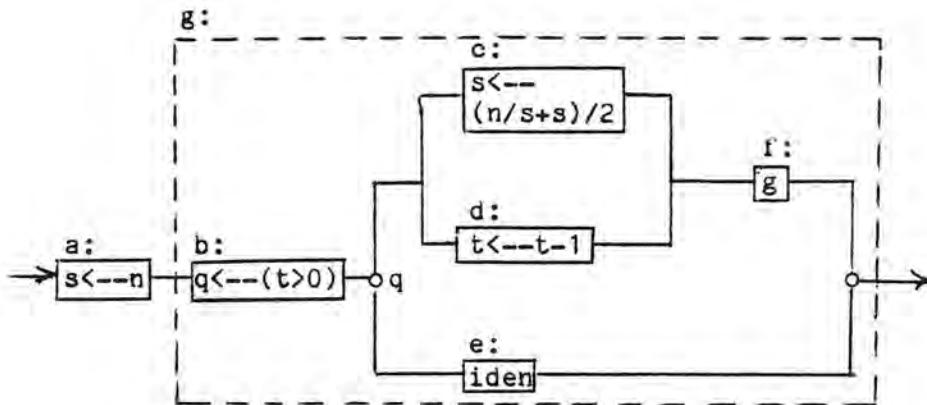 g:
c:
s<--
(n/s+s)/2
f:
g
d:
t<--t-1
a:
s<--n
b:
q<--(t>0)
q
e:
iden